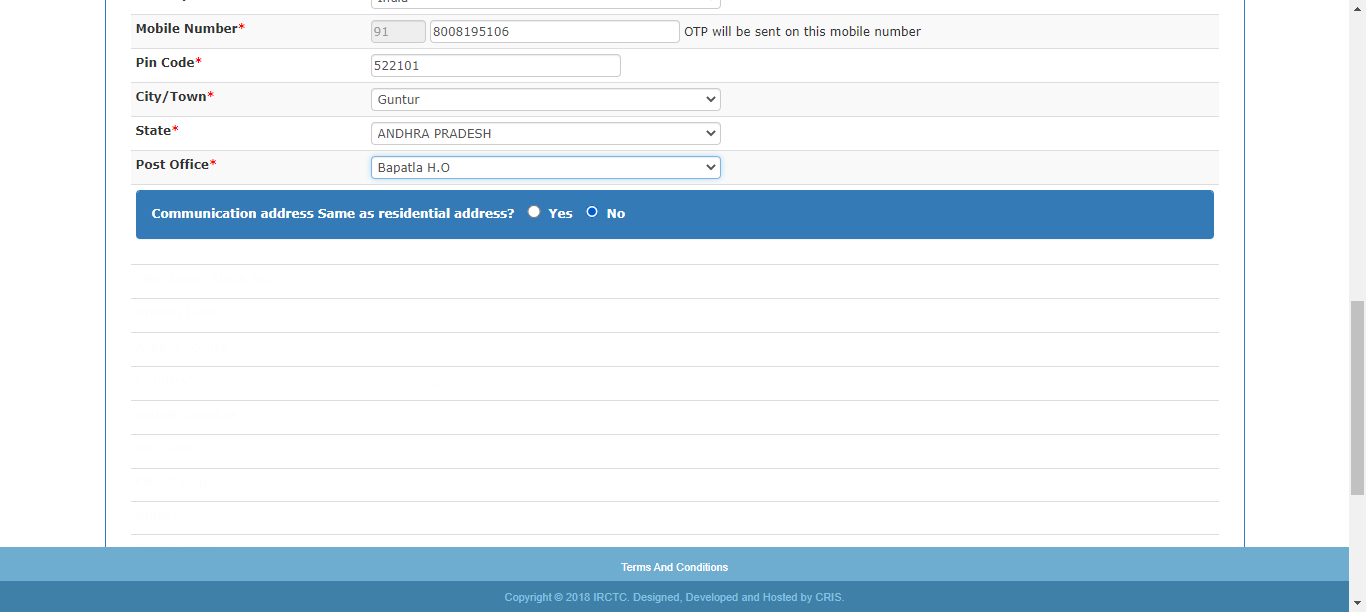 Mobile Number* 91 8008195106 OTP will be sent on this mobile number
Pin Code* 522101
City/Town* Guntur
State* ANDHRA PRADESH
Post Office* Bapatla H.O
Communication address Same as residential address? Yes No
Terms And Conditions
Copyright © 2018 IRCTC. Designed, Developed and Hosted by CRIS.